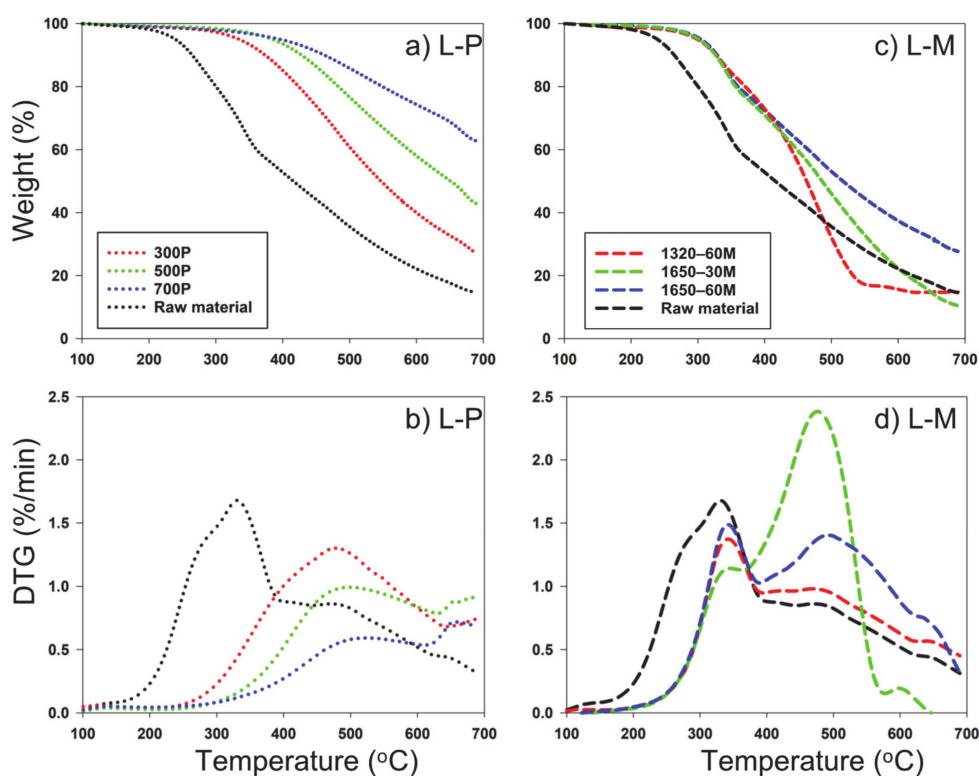 a) L-P
Weight (%)
100
80
60
40
20
0
300P
500P
700P
Raw material
100 200 300 400 500 600 700
c) L-M
100
80
60
40
20
0
1320–60M
1650–30M
1650–60M
Raw material
100 200 300 400 500 600 700
b) L-P
DTG (%/min)
2.5
2.0
1.5
1.0
0.5
0.0
100 200 300 400 500 600 700
Temperature (oC)
d) L-M
2.5
2.0
1.5
1.0
0.5
0.0
100 200 300 400 500 600 700
Temperature (oC)